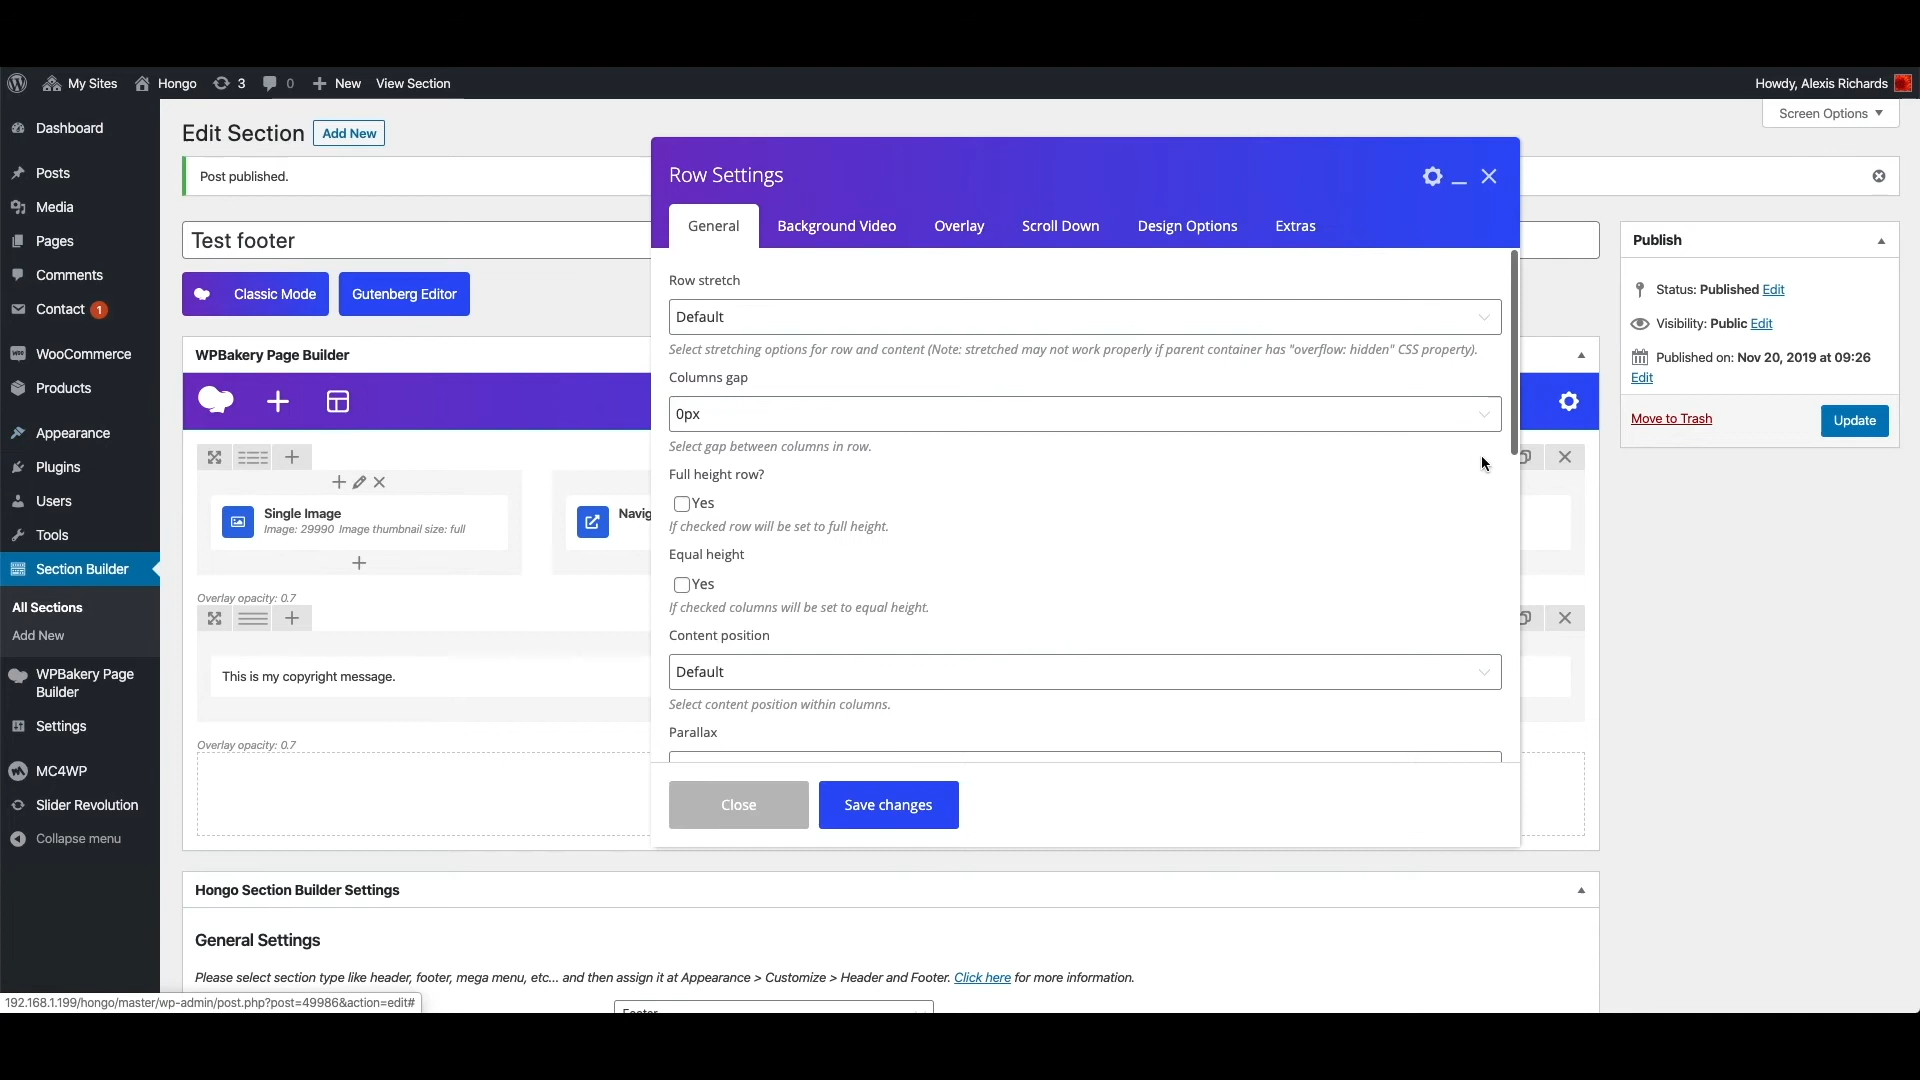 My Sites
Hongo
3
0
New
View Section
Howdy, Alexis Richards
Dashboard
Posts
Media
Pages
Comments
Contact 1
WooCommerce
Products
Appearance
Plugins
Users
Tools
Section Builder
All Sections
Add New
WPBakery Page
Builder
Settings
MC4WP
Slider Revolution
Collapse menu
Screen Options
Edit Section
Add New
Post published.
Test footer
Classic Mode
Gutenberg Editor
WPBakery Page Builder
Single Image
Image: 29990 Image thumbnail size: full
Navig
Overlay opacity: 0.7
This is my copyright message.
Overlay opacity: 0.7
Row Settings
General
Background Video
Overlay
Scroll Down
Design Options
Extras
Row stretch
Default
Select stretching options for row and content (Note: stretched may not work properly if parent container has "overflow: hidden" CSS property).
Columns gap
0px
Select gap between columns in row.
Full height row?
Yes
If checked row will be set to full height.
Equal height
Yes
If checked columns will be set to equal height.
Content position
Default
Select content position within columns.
Parallax
Close
Save changes
Publish
Status: Published Edit
Visibility: Public Edit
Published on: Nov 20, 2019 at 09:26
Edit
Move to Trash
Update
Hongo Section Builder Settings
General Settings
Please select section type like header, footer, mega menu, etc... and then assign it at Appearance > Customize > Header and Footer. Click here for more information.
192.168.1.199/hongo/master/wp-admin/post.php?post=49986&action=edit#